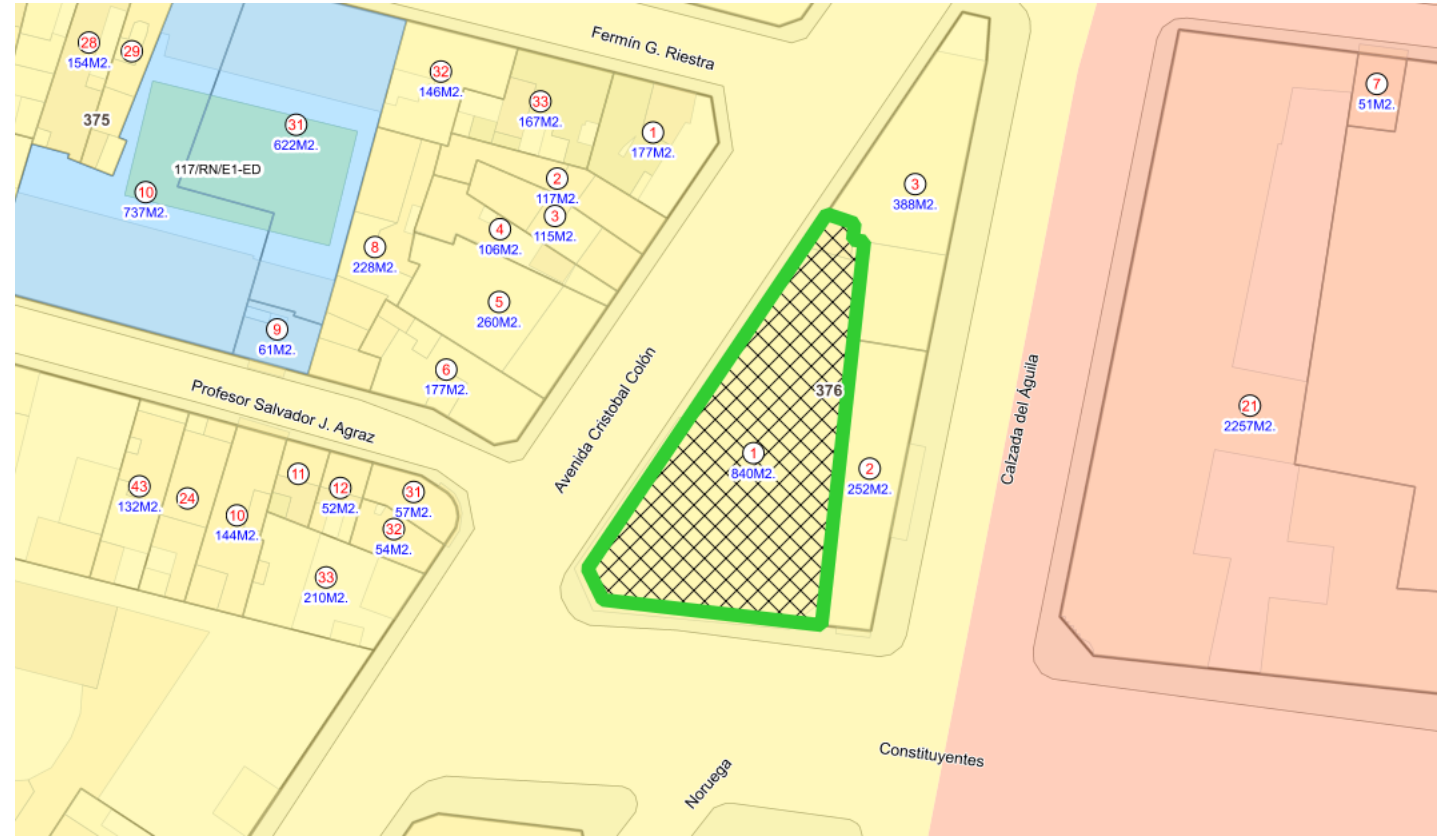 28
154M2.
29
375
31
622M2.
117/RN/E1-ED
10
737M2.
9
61M2.
32
146M2.
33
167M2.
Fermín G. Riestra
1
177M2.
2
117M2.
3
115M2.
4
106M2.
8
228M2.
5
260M2.
6
177M2.
Profesor Salvador J. Agraz
Avenida Cristobal Colón
3
388M2.
376
1
840M2.
2
252M2.
Calzada del Águila
7
51M2.
21
2257M2.
43
132M2.
24
10
144M2.
11
12
52M2.
31
57M2.
32
54M2.
33
210M2.
Noruega
Constituyentes